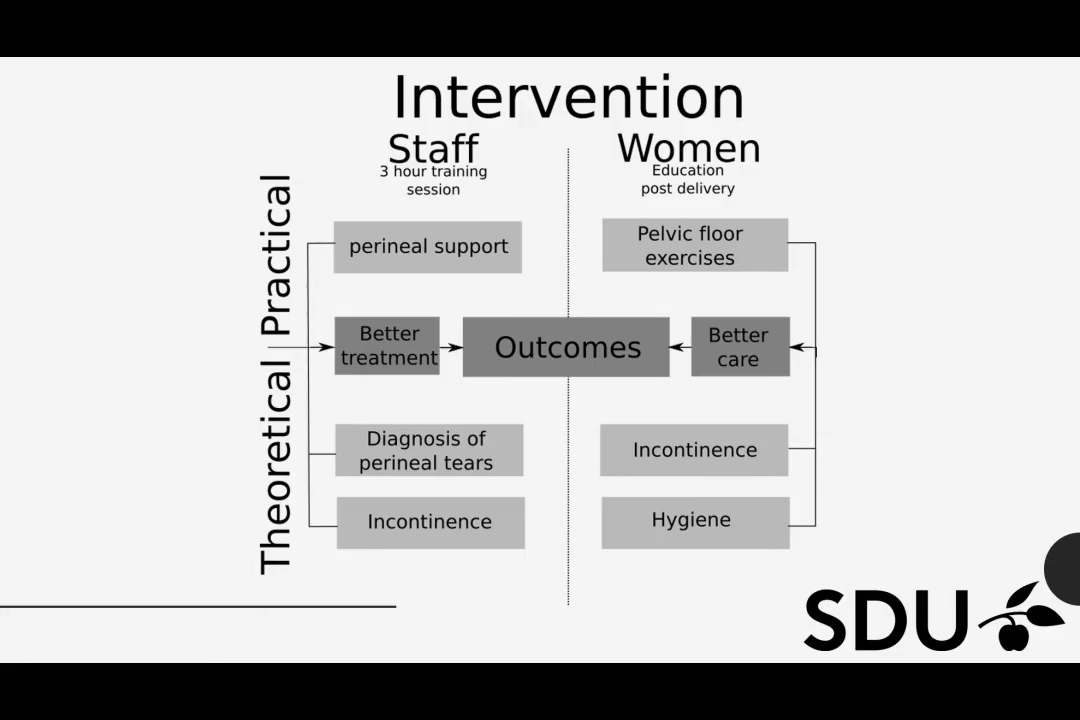 Intervention
Staff
3 hour training
session
Women
Education
post delivery
Practical
Theoretical
perineal support
Pelvic floor
exercises
Better
treatment
Outcomes
Better
care
Diagnosis of
perineal tears
Incontinence
Incontinence
Hygiene
SDU